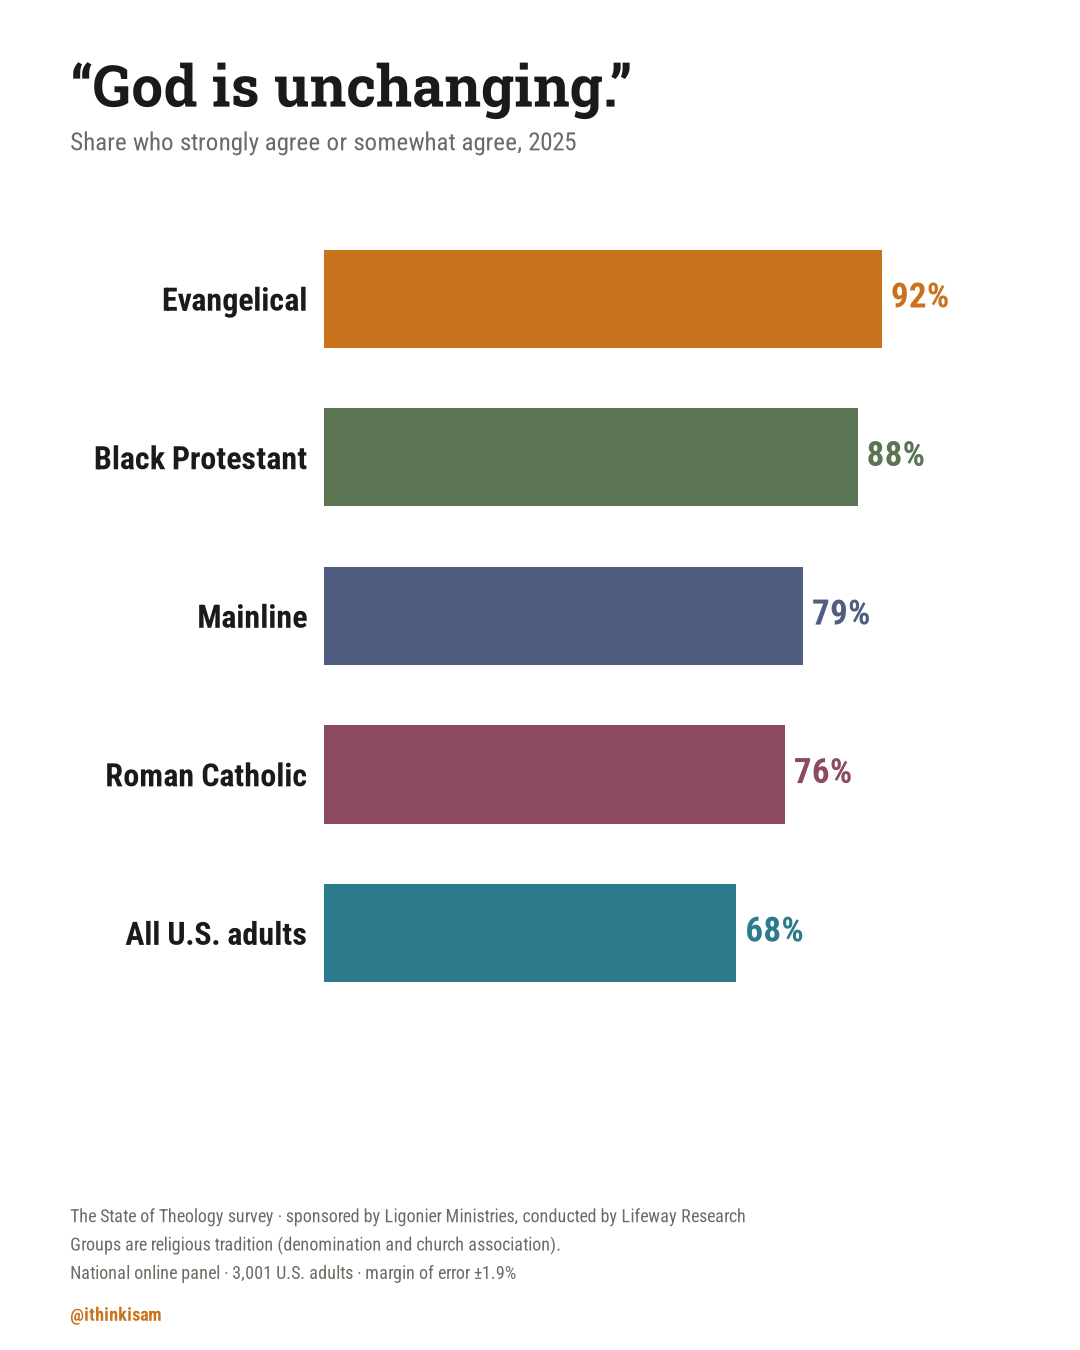 “God is unchanging.”
Share who strongly agree or somewhat agree, 2025
Evangelical 92%
Black Protestant 88%
Mainline 79%
Roman Catholic 76%
All U.S. adults 68%
The State of Theology survey · sponsored by Ligonier Ministries, conducted by Lifeway Research
Groups are religious tradition (denomination and church association).
National online panel · 3,001 U.S. adults · margin of error ±1.9%
@ithinkisam